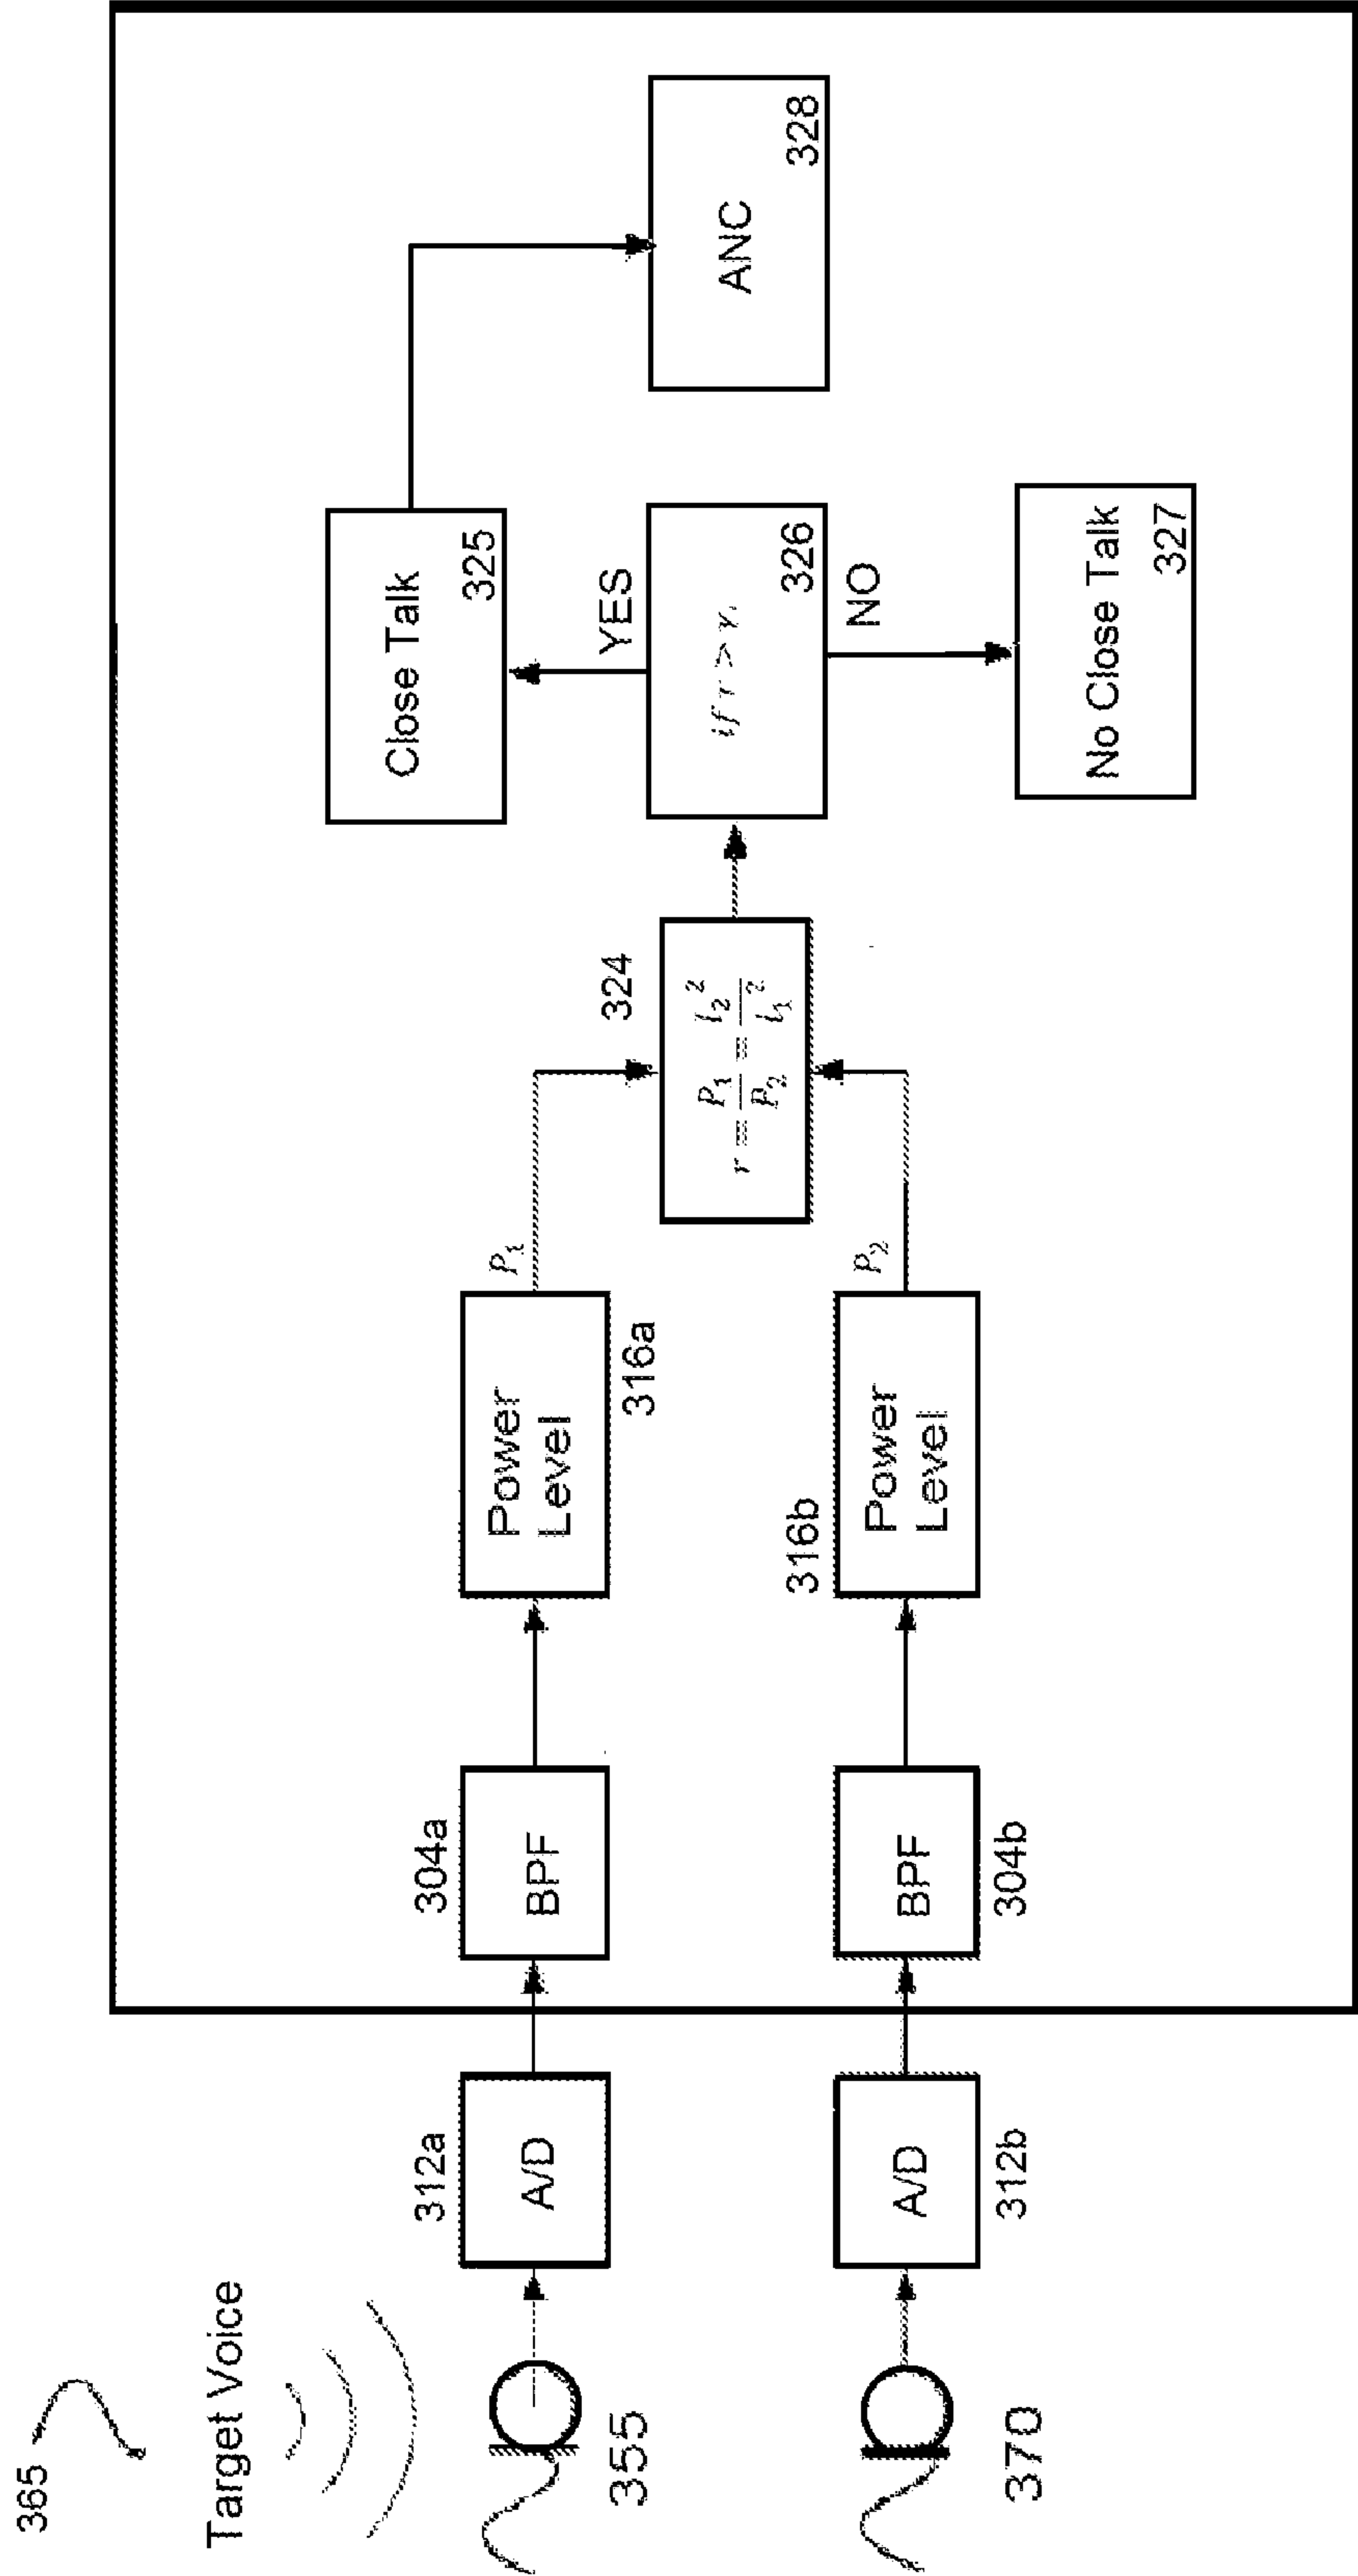 365
Target Voice
355
312a
A/D
304a
BPF
Power
Level
316a
P₁
370
A/D
312b
BPF
304b
316b
Power
Level
P₂
324
r = P₁/P₂ = l₂²/l₁²
Close Talk
325
YES
if r > r
326
NO
No Close Talk
327
ANC
328